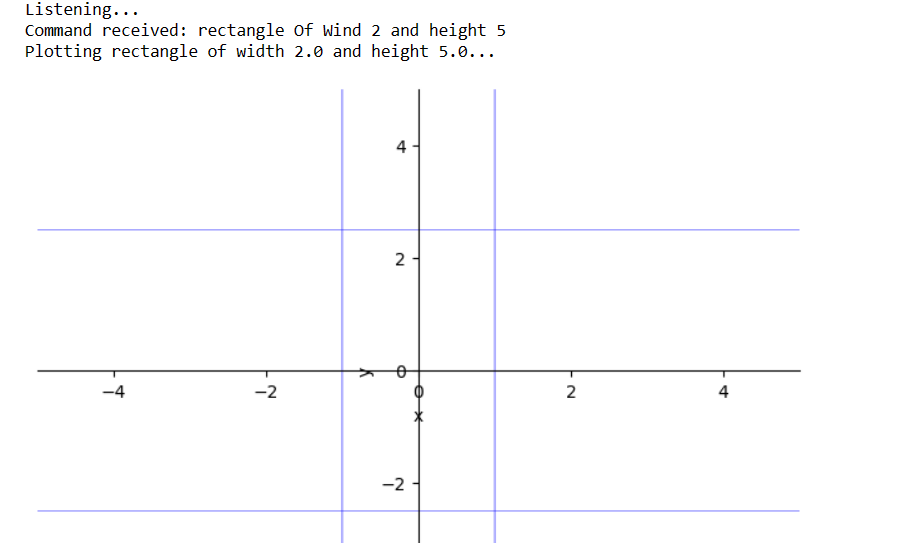 Listening...
Command received: rectangle Of Wind 2 and height 5
Plotting rectangle of width 2.0 and height 5.0...
4
2
y 0
−4 −2 0 2 4
x
−2